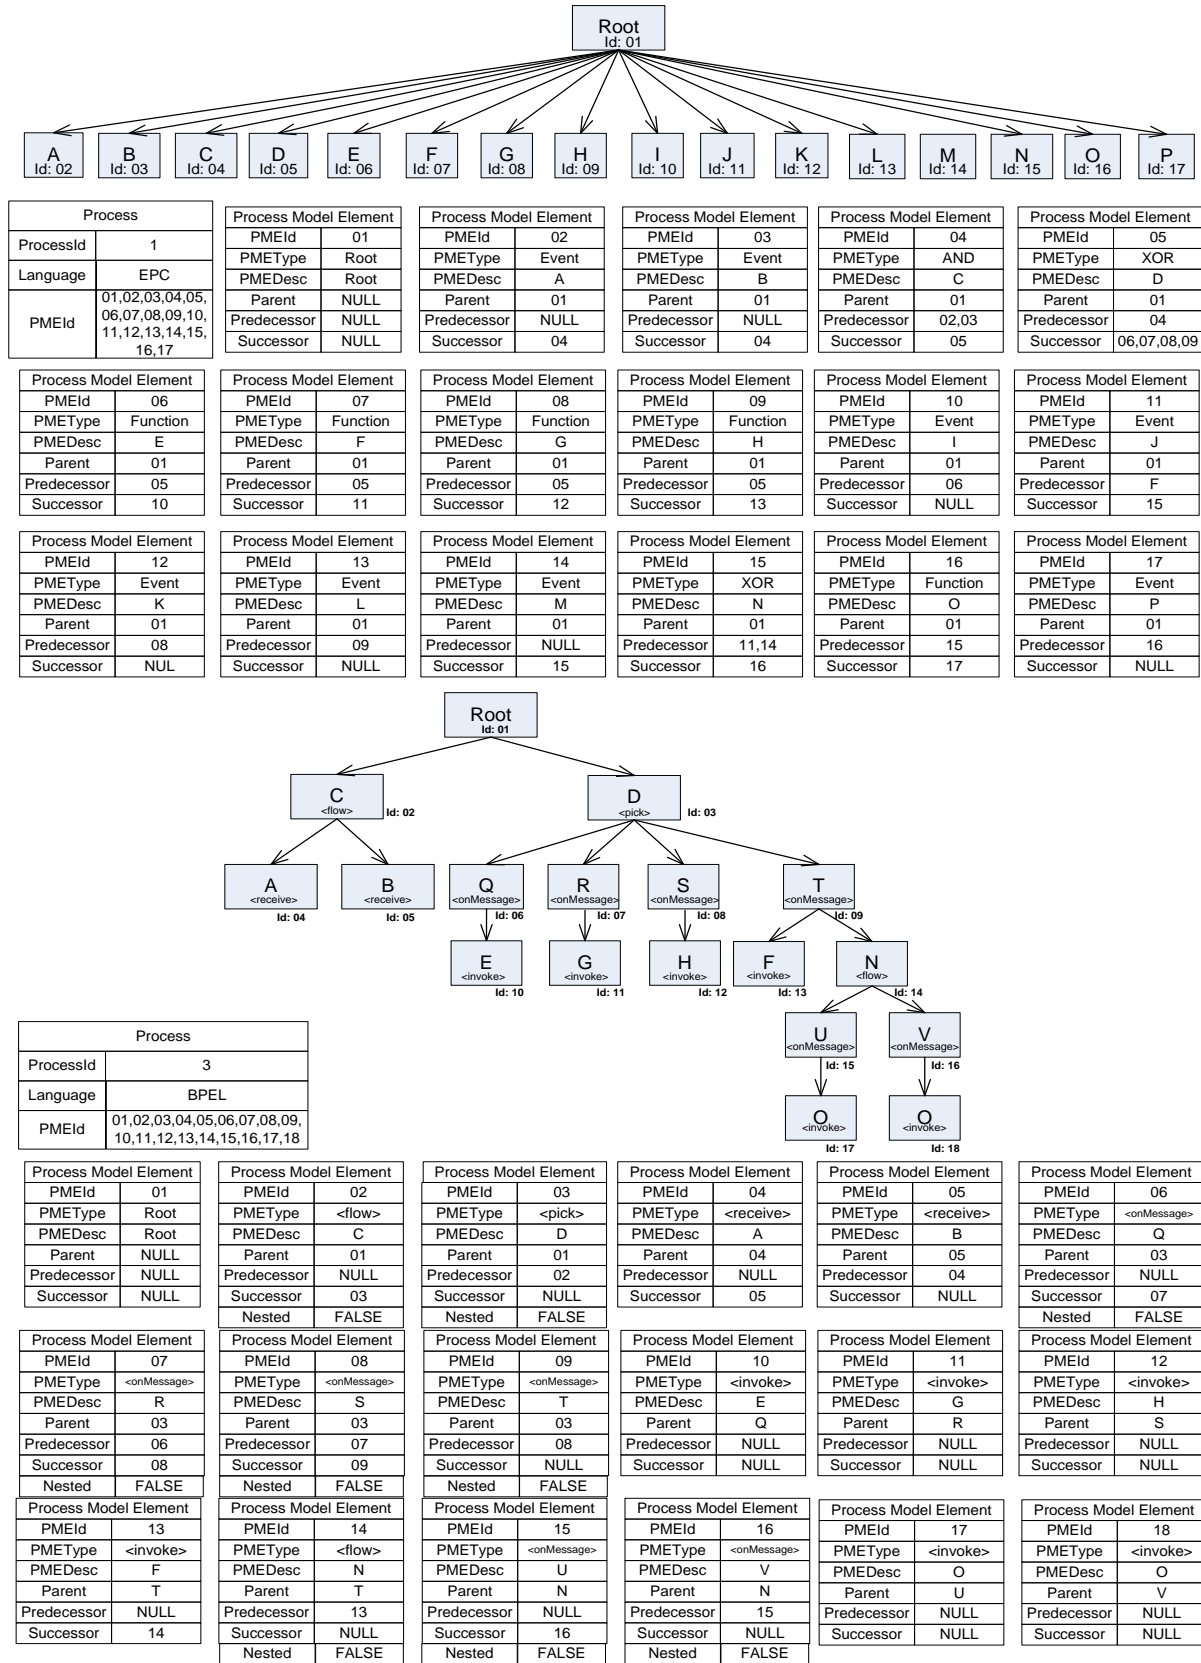 Root
Id: 01
A B C D E F G H I J K L M N O P
Id: 02 Id: 03 Id: 04 Id: 05 Id: 06 Id: 07 Id: 08 Id: 09 Id: 10 Id: 11 Id: 12 Id: 13 Id: 14 Id: 15 Id: 16 Id: 17
Process
ProcessId 1
Language EPC
PMEId 01,02,03,04,05,
06,07,08,09,10,
11,12,13,14,15,
16,17
Process Model Element
PMEId 01
PMEType Root
PMEDesc Root
Parent NULL
Predecessor NULL
Successor NULL
Process Model Element
PMEId 02
PMEType Event
PMEDesc A
Parent 01
Predecessor NULL
Successor 04
Process Model Element
PMEId 03
PMEType Event
PMEDesc B
Parent 01
Predecessor NULL
Successor 04
Process Model Element
PMEId 04
PMEType AND
PMEDesc C
Parent 01
Predecessor 02,03
Successor 05
Process Model Element
PMEId 05
PMEType XOR
PMEDesc D
Parent 01
Predecessor 04
Successor 06,07,08,09
Process Model Element
PMEId 06
PMEType Function
PMEDesc E
Parent 01
Predecessor 05
Successor 10
Process Model Element
PMEId 07
PMEType Function
PMEDesc F
Parent 01
Predecessor 05
Successor 11
Process Model Element
PMEId 08
PMEType Function
PMEDesc G
Parent 01
Predecessor 05
Successor 12
Process Model Element
PMEId 09
PMEType Function
PMEDesc H
Parent 01
Predecessor 05
Successor 13
Process Model Element
PMEId 10
PMEType Event
PMEDesc I
Parent 01
Predecessor 06
Successor NULL
Process Model Element
PMEId 11
PMEType Event
PMEDesc J
Parent 01
Predecessor F
Successor 15
Process Model Element
PMEId 12
PMEType Event
PMEDesc K
Parent 01
Predecessor 08
Successor NUL
Process Model Element
PMEId 13
PMEType Event
PMEDesc L
Parent 01
Predecessor 09
Successor NULL
Process Model Element
PMEId 14
PMEType Event
PMEDesc M
Parent 01
Predecessor NULL
Successor 15
Process Model Element
PMEId 15
PMEType XOR
PMEDesc N
Parent 01
Predecessor 11,14
Successor 16
Process Model Element
PMEId 16
PMEType Function
PMEDesc O
Parent 01
Predecessor 15
Successor 17
Process Model Element
PMEId 17
PMEType Event
PMEDesc P
Parent 01
Predecessor 16
Successor NULL
Root
Id: 01
C
<flow>
Id: 02
D
<pick>
Id: 03
A
<receive>
Id: 04
B
<receive>
Id: 05
Q
<onMessage>
Id: 06
R
<onMessage>
Id: 07
S
<onMessage>
Id: 08
T
<onMessage>
Id: 09
E
<invoke>
Id: 10
G
<invoke>
Id: 11
H
<invoke>
Id: 12
F
<invoke>
Id: 13
N
<flow>
Id: 14
U
<onMessage>
Id: 15
V
<onMessage>
Id: 16
O
<invoke>
Id: 17
O
<invoke>
Id: 18
Process
ProcessId 3
Language BPEL
PMEId 01,02,03,04,05,06,07,08,09,
10,11,12,13,14,15,16,17,18
Process Model Element
PMEId 01
PMEType Root
PMEDesc Root
Parent NULL
Predecessor NULL
Successor NULL
Process Model Element
PMEId 02
PMEType <flow>
PMEDesc C
Parent 01
Predecessor NULL
Successor 03
Nested FALSE
Process Model Element
PMEId 03
PMEType <pick>
PMEDesc D
Parent 01
Predecessor 02
Successor NULL
Nested FALSE
Process Model Element
PMEId 04
PMEType <receive>
PMEDesc A
Parent 04
Predecessor NULL
Successor 05
Process Model Element
PMEId 05
PMEType <receive>
PMEDesc B
Parent 05
Predecessor 04
Successor NULL
Process Model Element
PMEId 06
PMEType <onMessage>
PMEDesc Q
Parent 03
Predecessor NULL
Successor 07
Nested FALSE
Process Model Element
PMEId 07
PMEType <onMessage>
PMEDesc R
Parent 03
Predecessor 06
Successor 08
Nested FALSE
Process Model Element
PMEId 08
PMEType <onMessage>
PMEDesc S
Parent 03
Predecessor 07
Successor 09
Nested FALSE
Process Model Element
PMEId 09
PMEType <onMessage>
PMEDesc T
Parent 03
Predecessor 08
Successor NULL
Nested FALSE
Process Model Element
PMEId 10
PMEType <invoke>
PMEDesc E
Parent Q
Predecessor NULL
Successor NULL
Process Model Element
PMEId 11
PMEType <invoke>
PMEDesc G
Parent R
Predecessor NULL
Successor NULL
Process Model Element
PMEId 12
PMEType <invoke>
PMEDesc H
Parent S
Predecessor NULL
Successor NULL
Process Model Element
PMEId 13
PMEType <invoke>
PMEDesc F
Parent T
Predecessor NULL
Successor 14
Process Model Element
PMEId 14
PMEType <flow>
PMEDesc N
Parent T
Predecessor 13
Successor NULL
Nested FALSE
Process Model Element
PMEId 15
PMEType <onMessage>
PMEDesc U
Parent N
Predecessor NULL
Successor 16
Nested FALSE
Process Model Element
PMEId 16
PMEType <onMessage>
PMEDesc V
Parent N
Predecessor 15
Successor NULL
Nested FALSE
Process Model Element
PMEId 17
PMEType <invoke>
PMEDesc O
Parent U
Predecessor NULL
Successor NULL
Process Model Element
PMEId 18
PMEType <invoke>
PMEDesc O
Parent V
Predecessor NULL
Successor NULL